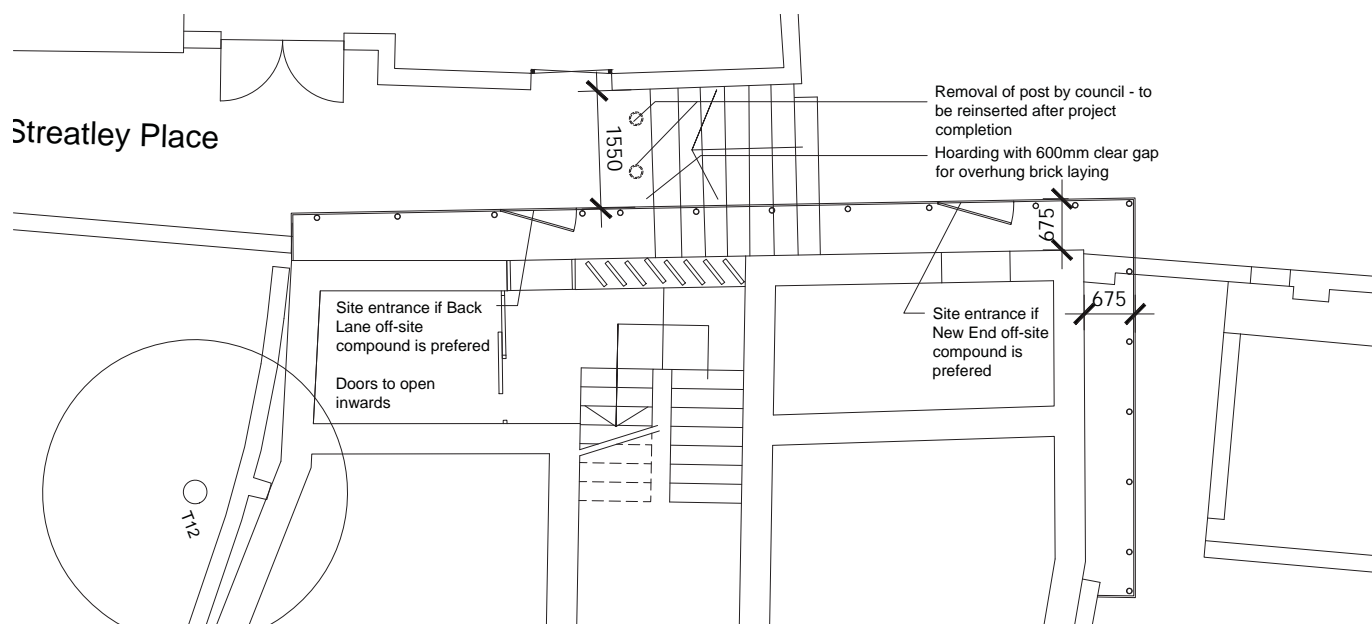 Streatley Place
1550
Removal of post by council - to
be reinserted after project
completion
Hoarding with 600mm clear gap
for overhung brick laying
675
675
Site entrance if Back
Lane off-site
compound is prefered
Doors to open
inwards
Site entrance if
New End off-site
compound is
prefered
T12